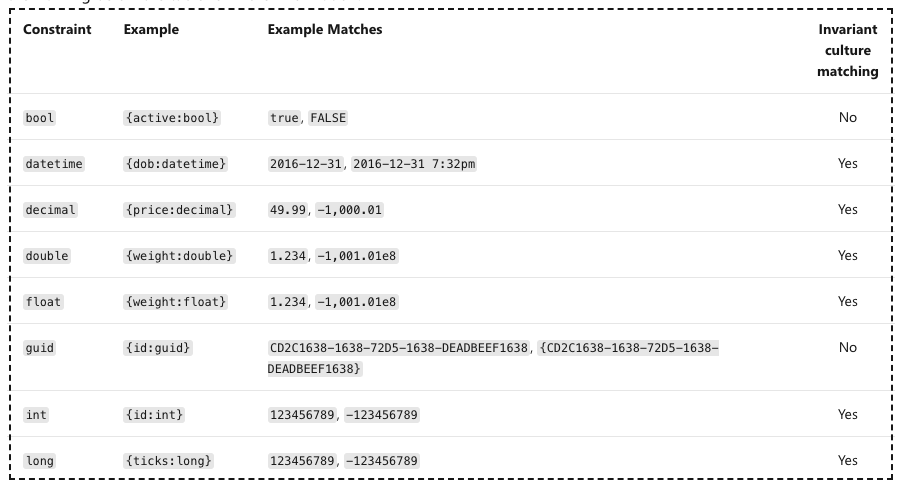 Constraint Example Example Matches Invariant
culture
matching
bool {active:bool} true, FALSE No
datetime {dob:datetime} 2016-12-31, 2016-12-31 7:32pm Yes
decimal {price:decimal} 49.99, -1,000.01 Yes
double {weight:double} 1.234, -1,001.01e8 Yes
float {weight:float} 1.234, -1,001.01e8 Yes
guid {id:guid} CD2C1638-1638-72D5-1638-DEADBEEF1638, {CD2C1638-1638-72D5-1638-
DEADBEEF1638} No
int {id:int} 123456789, -123456789 Yes
long {ticks:long} 123456789, -123456789 Yes